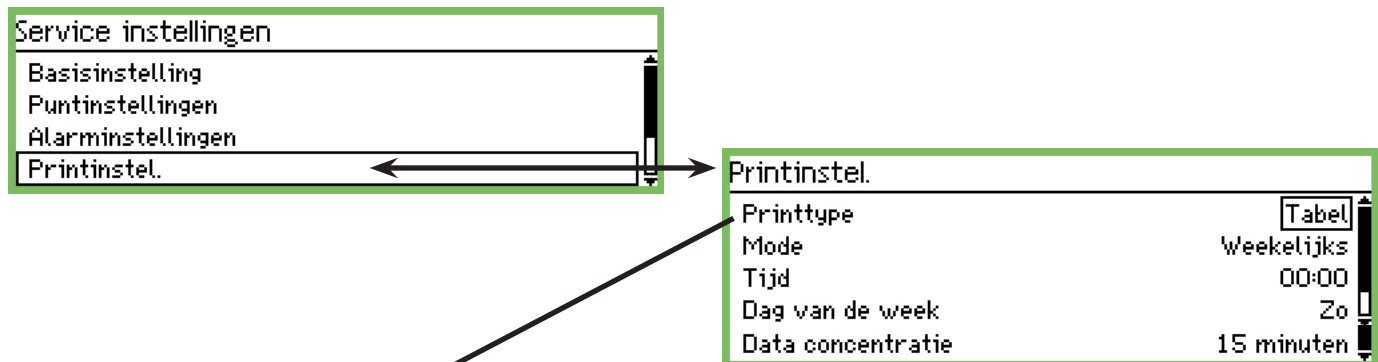 Service instellingen
Basisinstelling
Puntinstellingen
Alarminstellingen
Printinstel.
Printinstel.
Printtype Tabel
Mode Weekelijks
Tijd 00:00
Dag van de week Zo
Data concentratie 15 minuten